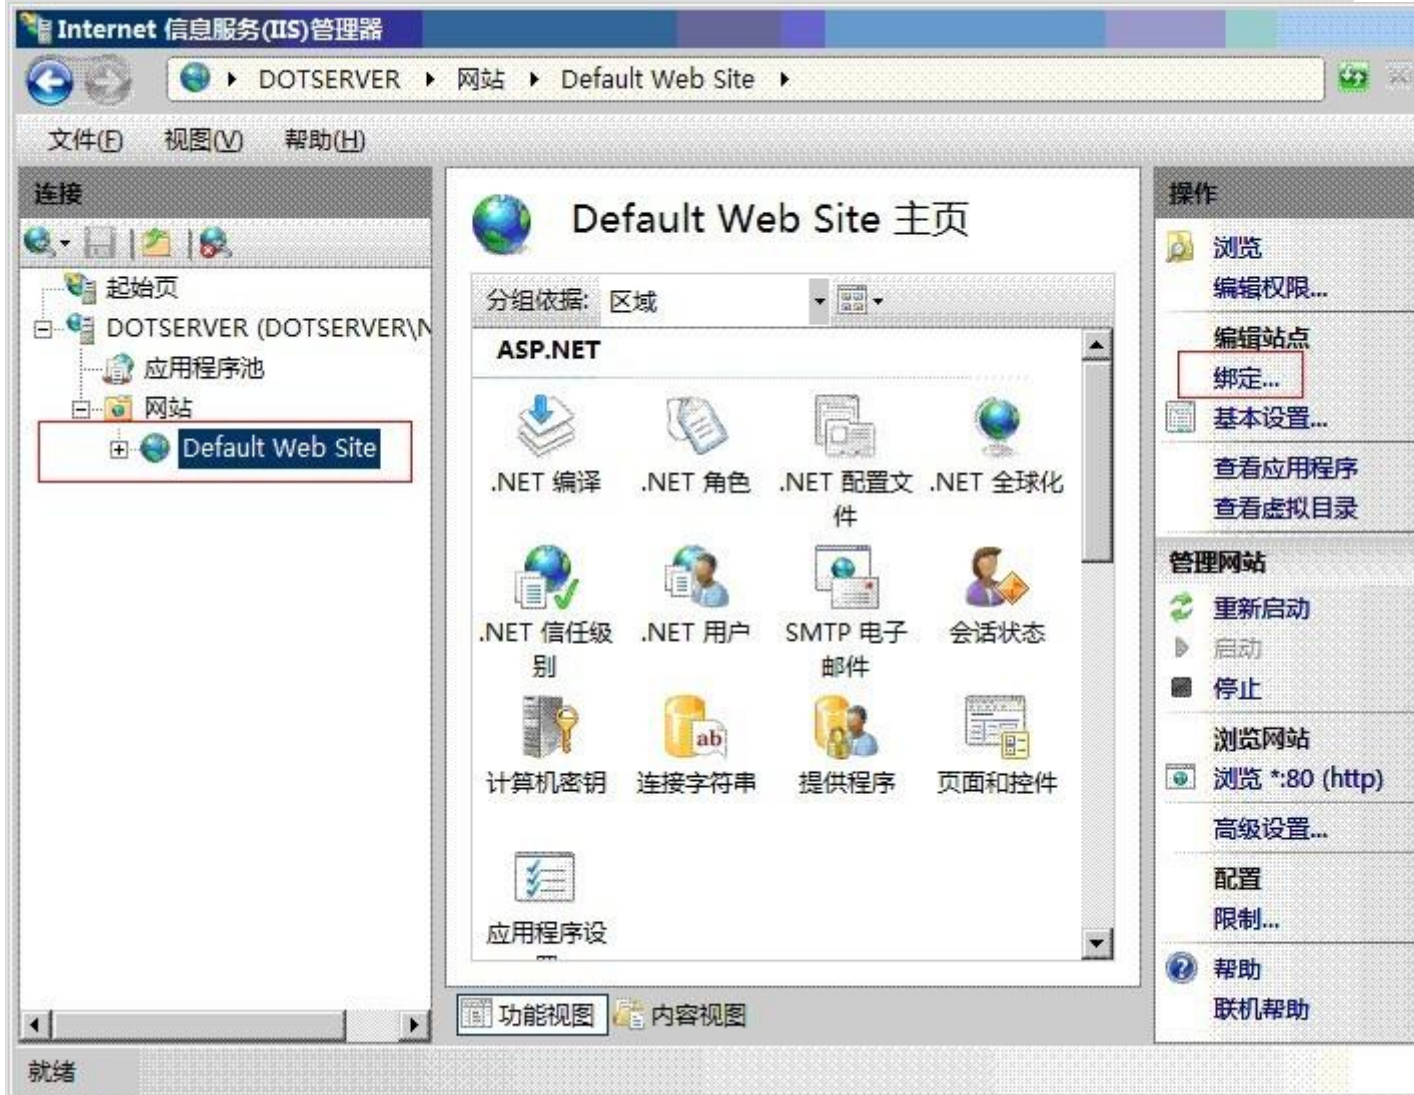 Internet 信息服务(IIS)管理器
DOTSERVER 网站 Default Web Site
文件(F) 视图(V) 帮助(H)
连接
起始页
DOTSERVER (DOTSERVER\
应用程序池
网站
Default Web Site
Default Web Site 主页
分组依据: 区域
ASP.NET
.NET 编译
.NET 角色
.NET 配置文
件
.NET 全球化
.NET 信任级
别
.NET 用户
SMTP 电子
邮件
会话状态
计算机密钥
ab
连接字符串
提供程序
页面和控件
应用程序设
功能视图
内容视图
操作
浏览
编辑权限...
编辑站点
绑定...
基本设置...
查看应用程序
查看虚拟目录
管理网站
重新启动
启动
停止
浏览网站
浏览 *:80 (http)
高级设置...
配置
限制...
帮助
联机帮助
就绪